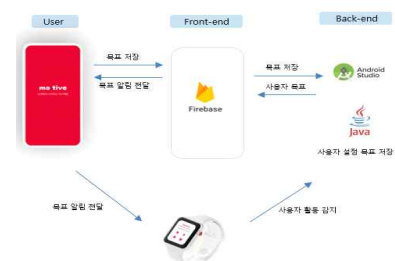 User
Front-end
Back-end
목표 저장
목표 알림 전달
me tive
Firebase
목표 저장
사용자 목표
Android
Studio
Java
사용자 설정 목표 저장
목표 알림 전달
사용자 활동 감지